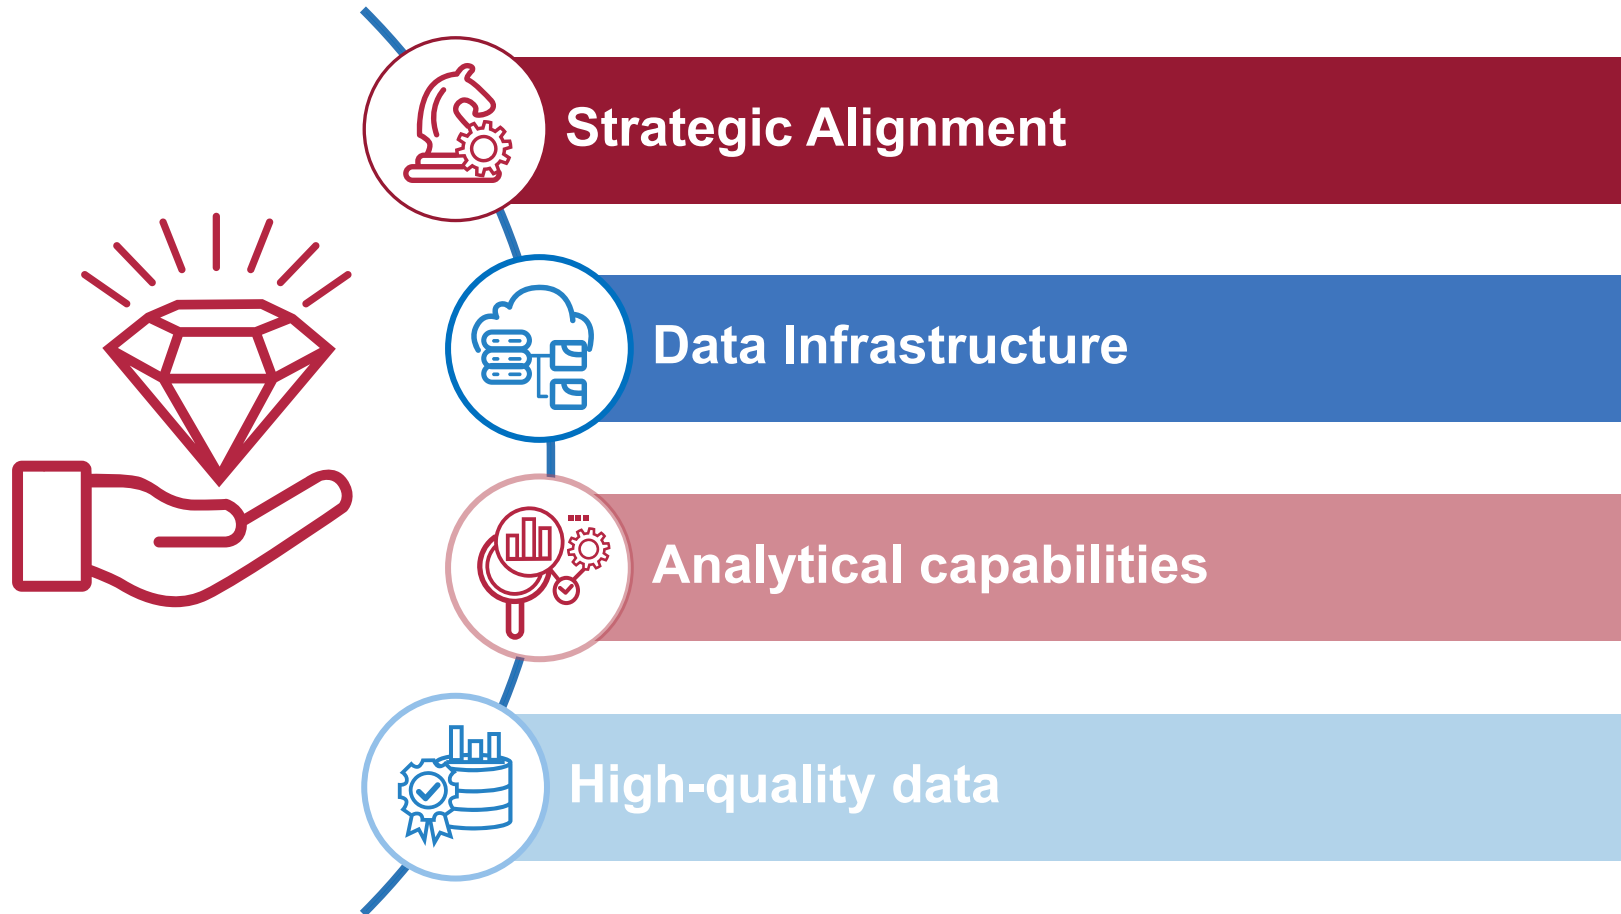 Strategic Alignment
Data Infrastructure
Analytical capabilities
High-quality data